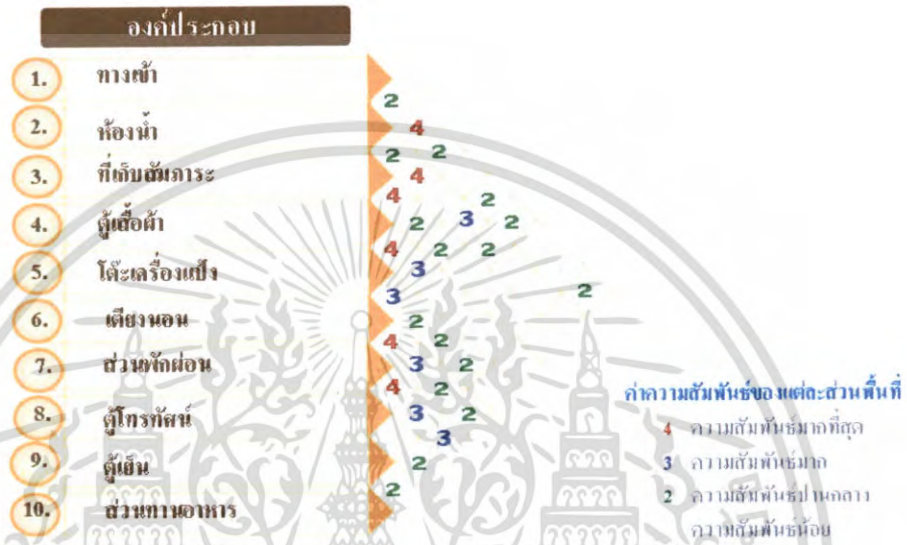 องค์ประกอบ
1. ทางเข้า
2
2. ห้องน้ำ
4
2 2
3. ที่เก็บสัมภาระ
4
4 2
4. ตู้เสื้อผ้า
2 3 2
4 2 2
5. โต๊ะเครื่องแป้ง
3
3 2
6. เตียงนอน
2
4 2
7. ส่วนพักผ่อน
3 2
4 2
8. ตู้โทรทัศน์
3 2
3
9. ตู้เย็น
2
2
10. ส่วนทานอาหาร
ค่าความสัมพันธ์ของแต่ละส่วนพื้นที่
4 ความสัมพันธ์มากที่สุด
3 ความสัมพันธ์มาก
2 ความสัมพันธ์ปานกลาง
ความสัมพันธ์น้อย